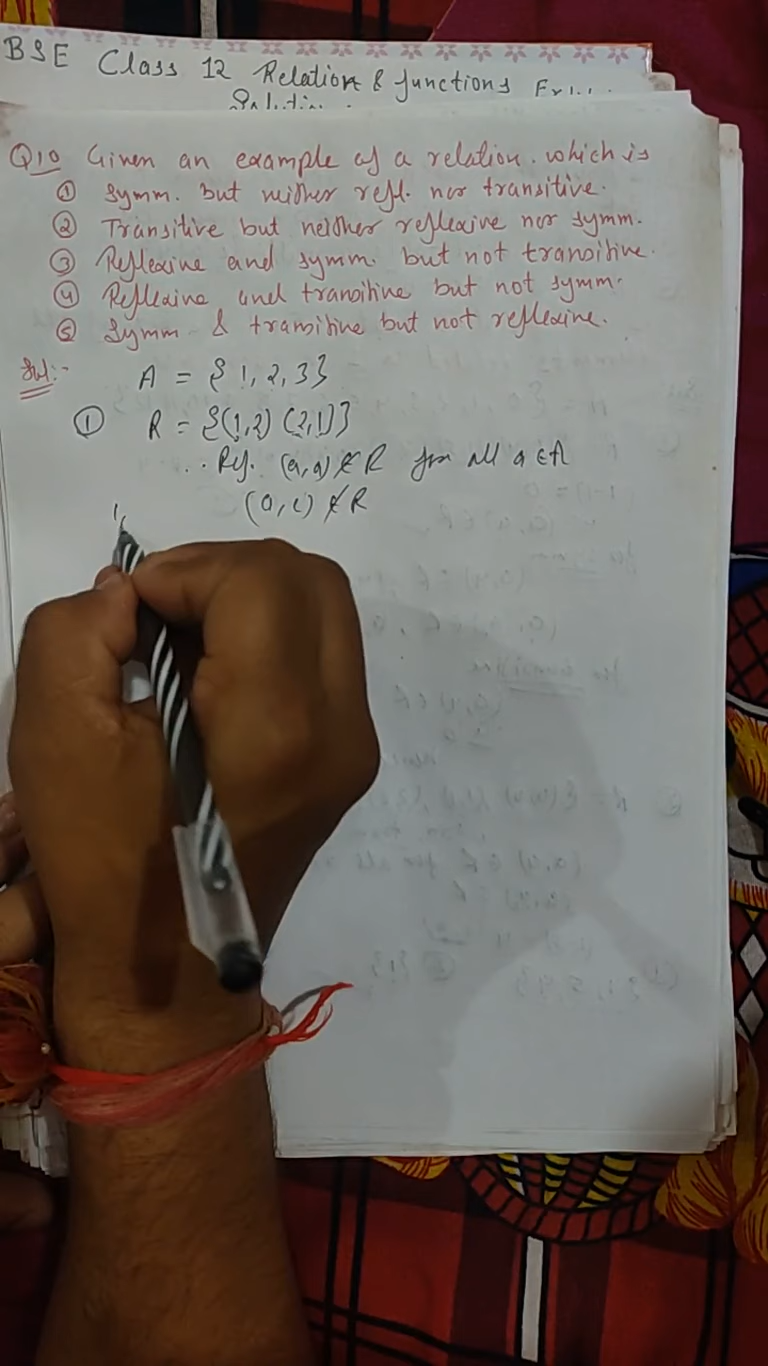 BSE Class 12 Relation & functions
Q10 Given an example of a relation. which is
① Symm. but neither refl. nor transitive.
② Transitive but neither reflexive nor symm.
③ Reflexive and symm. but not transitive.
④ Reflexive and transitive but not symm.
⑤ Symm & transitive but not reflexive.
Sol:-
A = {1, 2, 3}
① R = {(1,2) (2,1)}
.. Ref. (a,a) ∉ R for all a ∈ A
∉ R